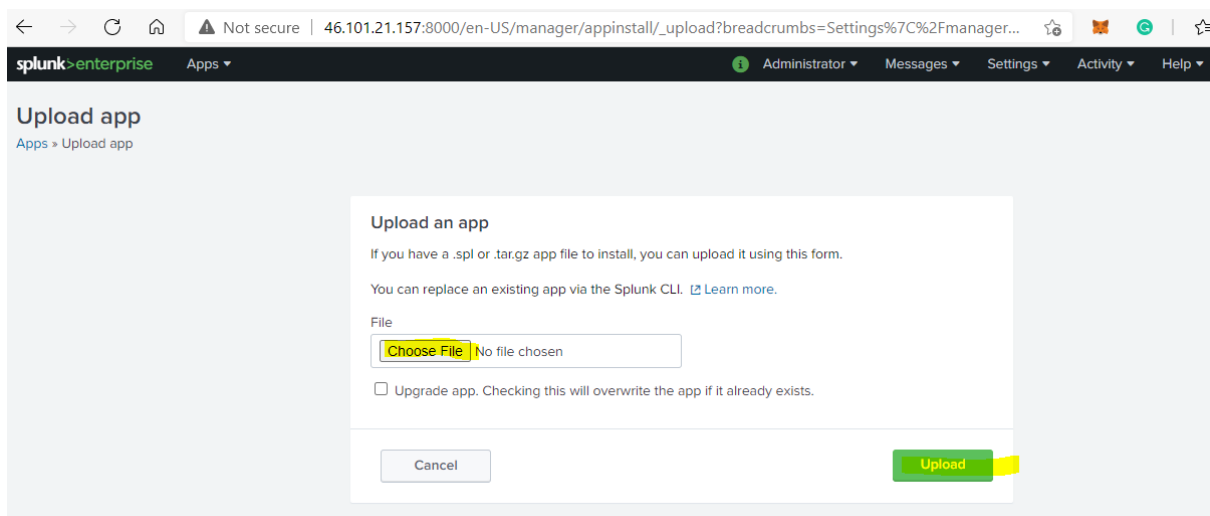 Not secure | 46.101.21.157:8000/en-US/manager/appinstall/_upload?breadcrumbs=Settings%7C%2Fmanager...
splunk>enterprise Apps Administrator Messages Settings Activity Help
Upload app
Apps » Upload app
Upload an app
If you have a .spl or .tar.gz app file to install, you can upload it using this form.
You can replace an existing app via the Splunk CLI. Learn more.
File
Choose File No file chosen
Upgrade app. Checking this will overwrite the app if it already exists.
Cancel Upload